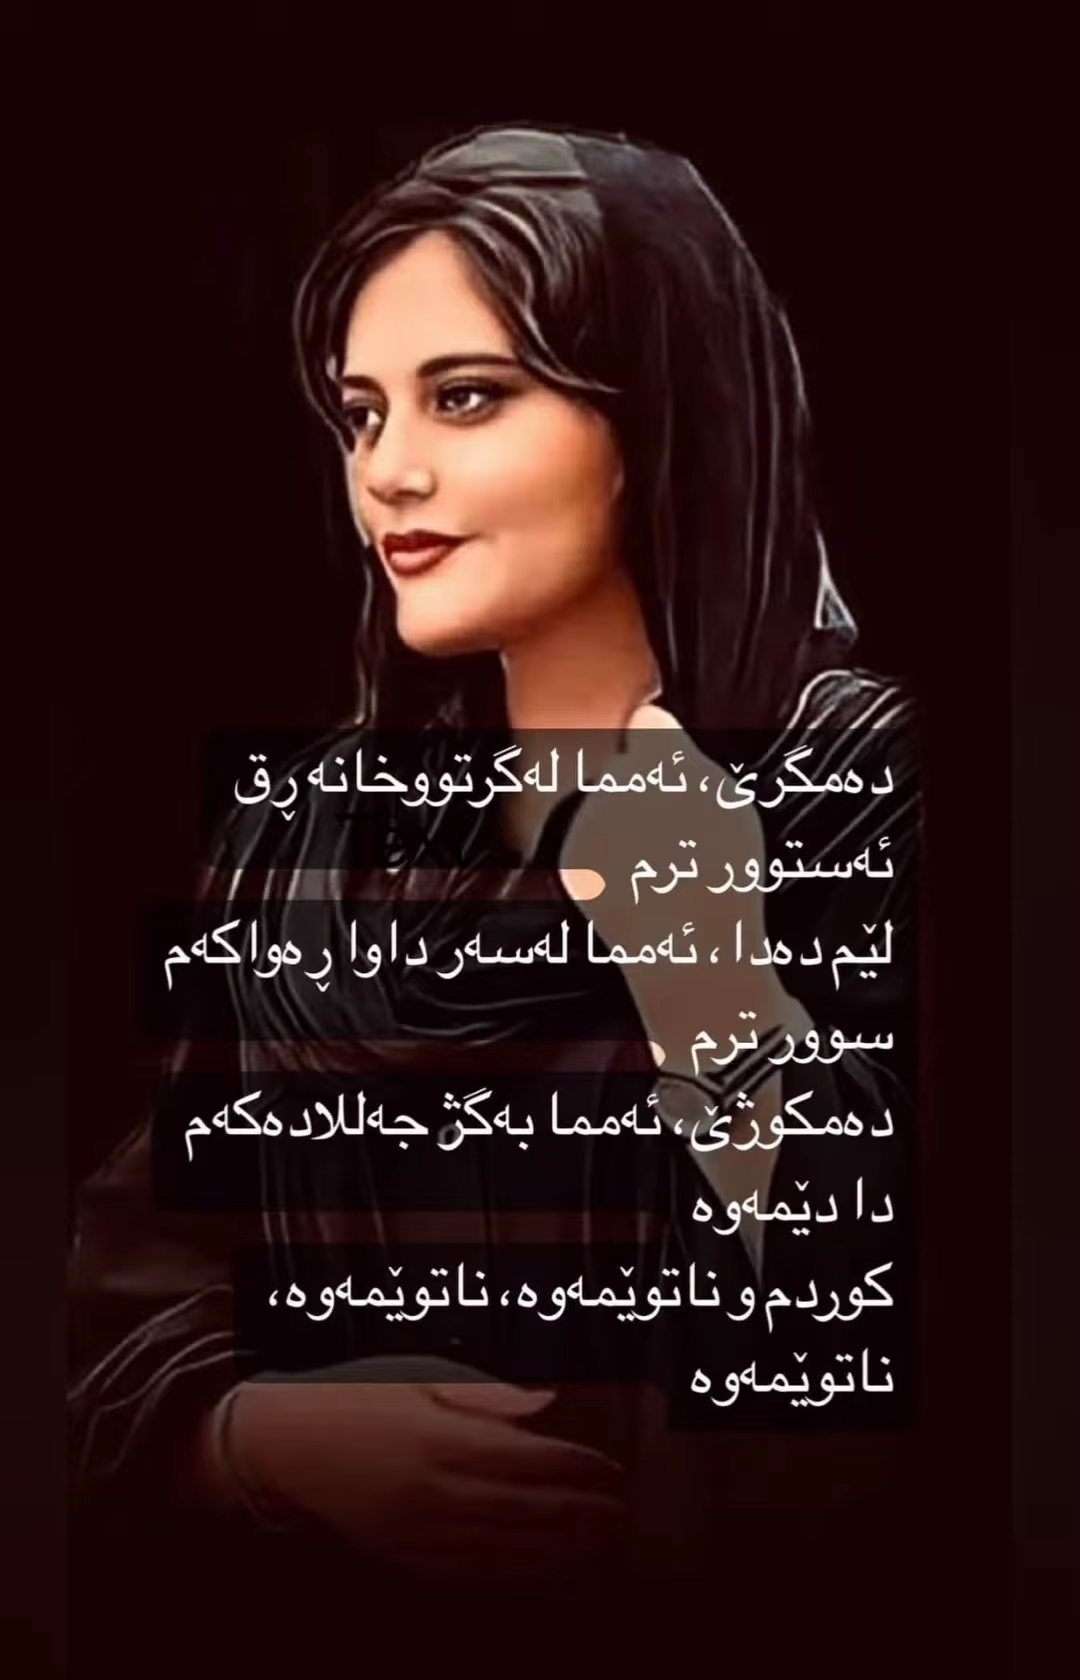 دەمگرێ، ئەمما لەگرتووخانە ڕق
ئەستوور ترم
لێم دەدا ، ئەمما لەسەر داوا ڕەواکەم
سوور ترم
دەمکوژێ، ئەمما بەگژ جەللادەکەم
دا دێمەوە
کوردم و ناتوێمەوە، ناتوێمەوە،
ناتوێمەوە